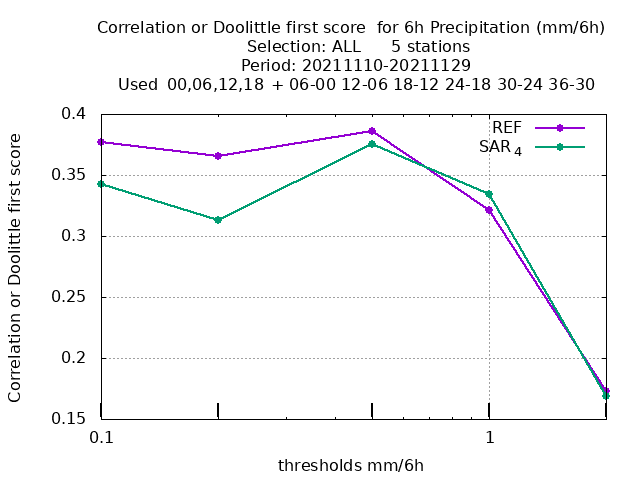 Correlation or Doolittle first score  for 6h Precipitation (mm/6h)
Selection: ALL      5 stations
Period: 20211110-20211129
Used  00,06,12,18  + 06-00 12-06 18-12 24-18 30-24 36-30
REF
SAR4
0.4
0.35
0.3
0.25
0.2
0.15
Correlation or Doolittle first score
0.1
1
thresholds mm/6h